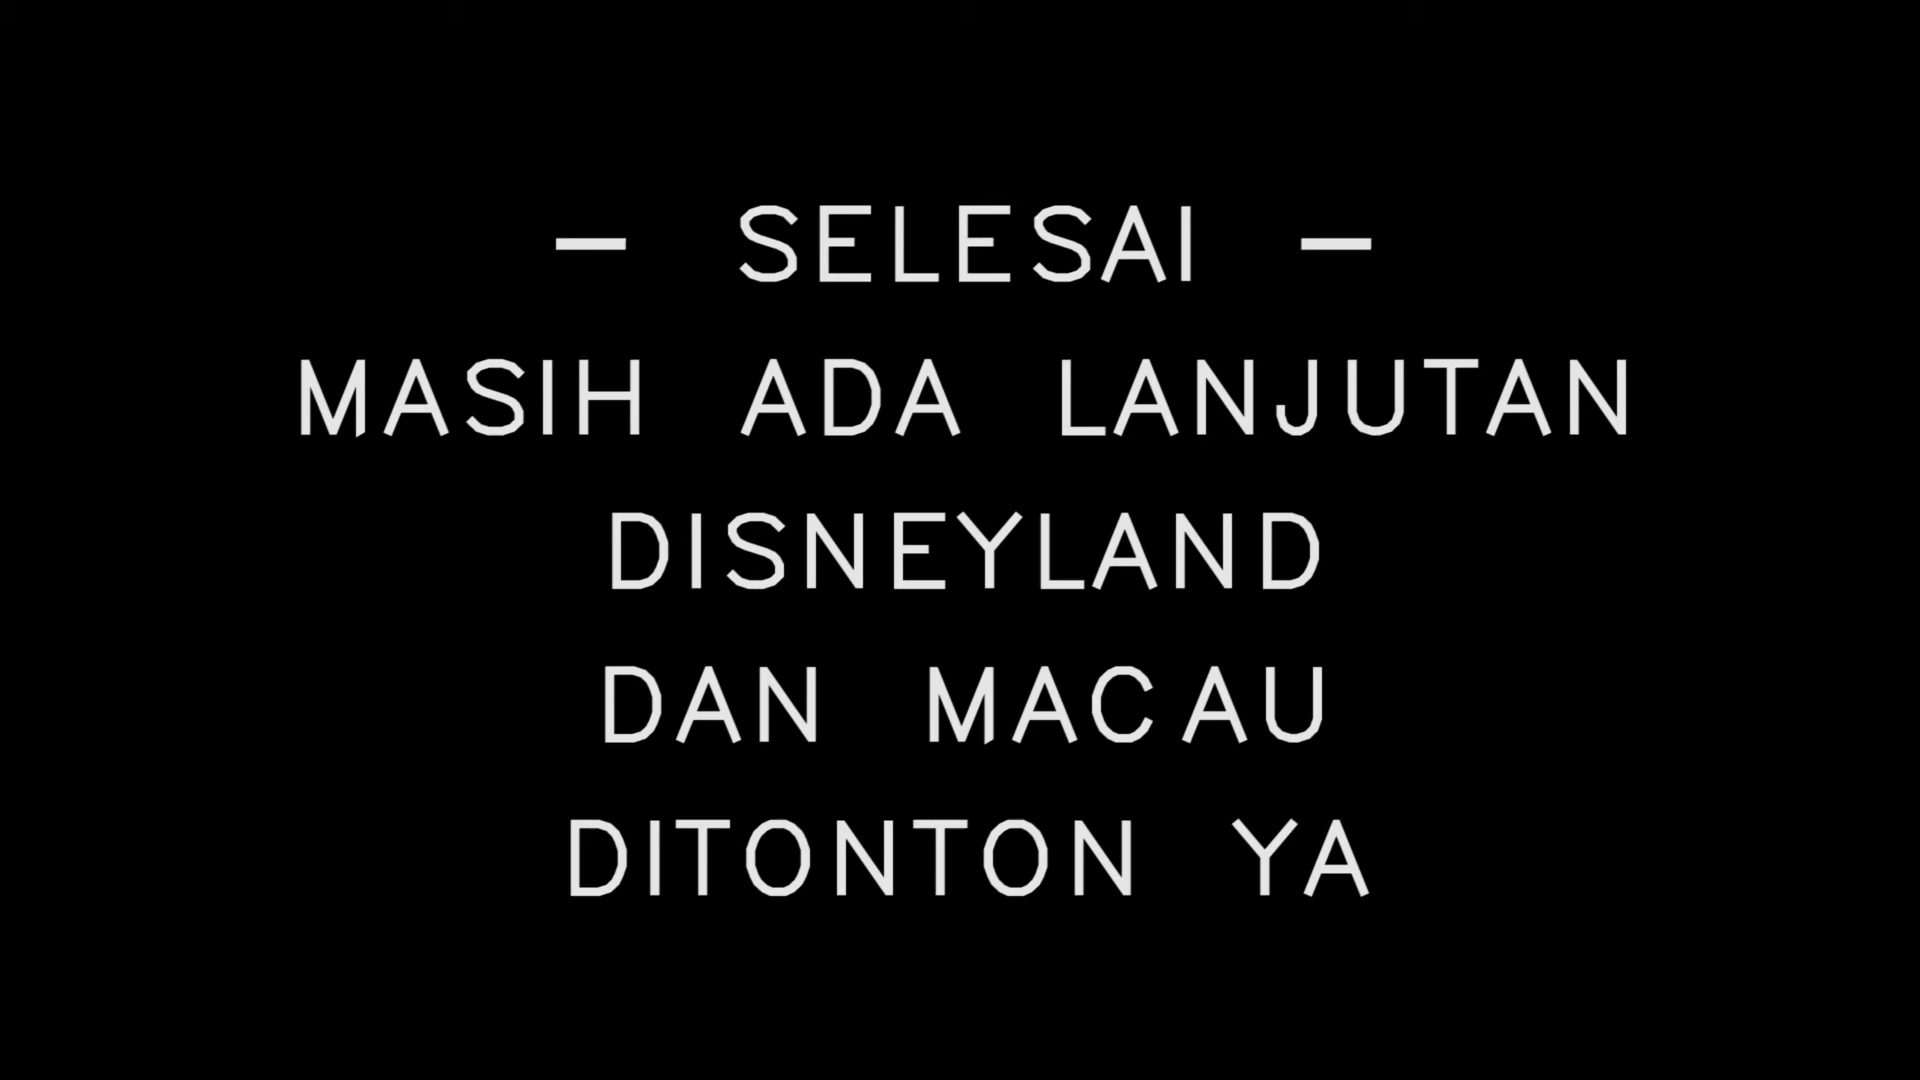 — SELESAI —
MASIH ADA LANJUTAN
DISNEYLAND
DAN MACAU
DITONTON YA